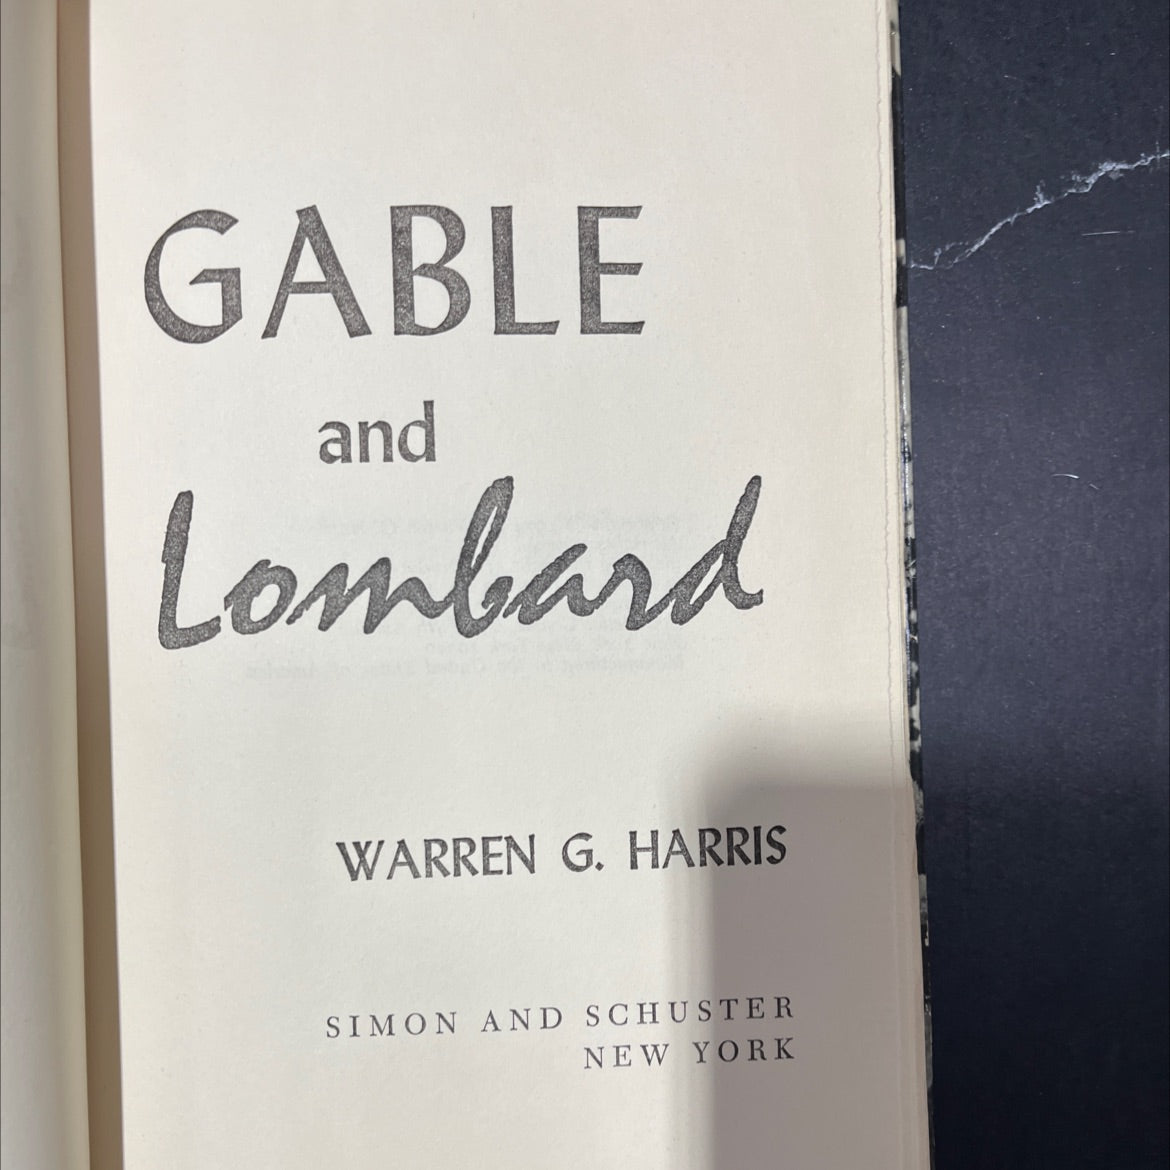 GABLE
and
Lombard
WARREN G. HARRIS
SIMON AND SCHUSTER
NEW YORK